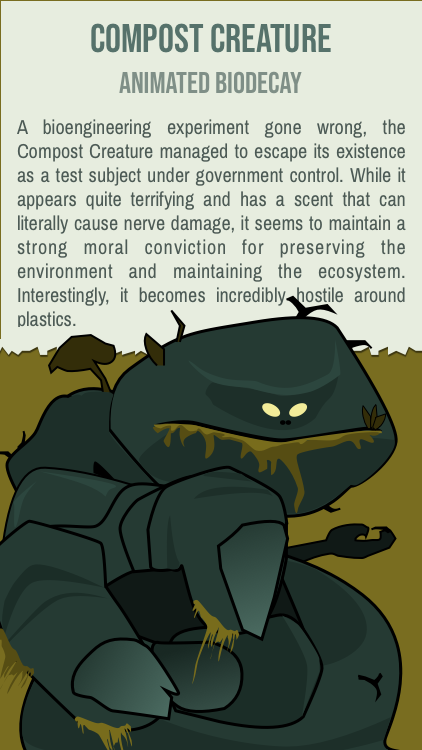 COMPOST CREATURE
ANIMATED BIODECAY
A bioengineering experiment gone wrong, the
Compost Creature managed to escape its existence
as a test subject under government control. While it
appears quite terrifying and has a scent that can
literally cause nerve damage, it seems to maintain a
strong moral conviction for preserving the
environment and maintaining the ecosystem.
Interestingly, it becomes incredibly hostile around
plastics.